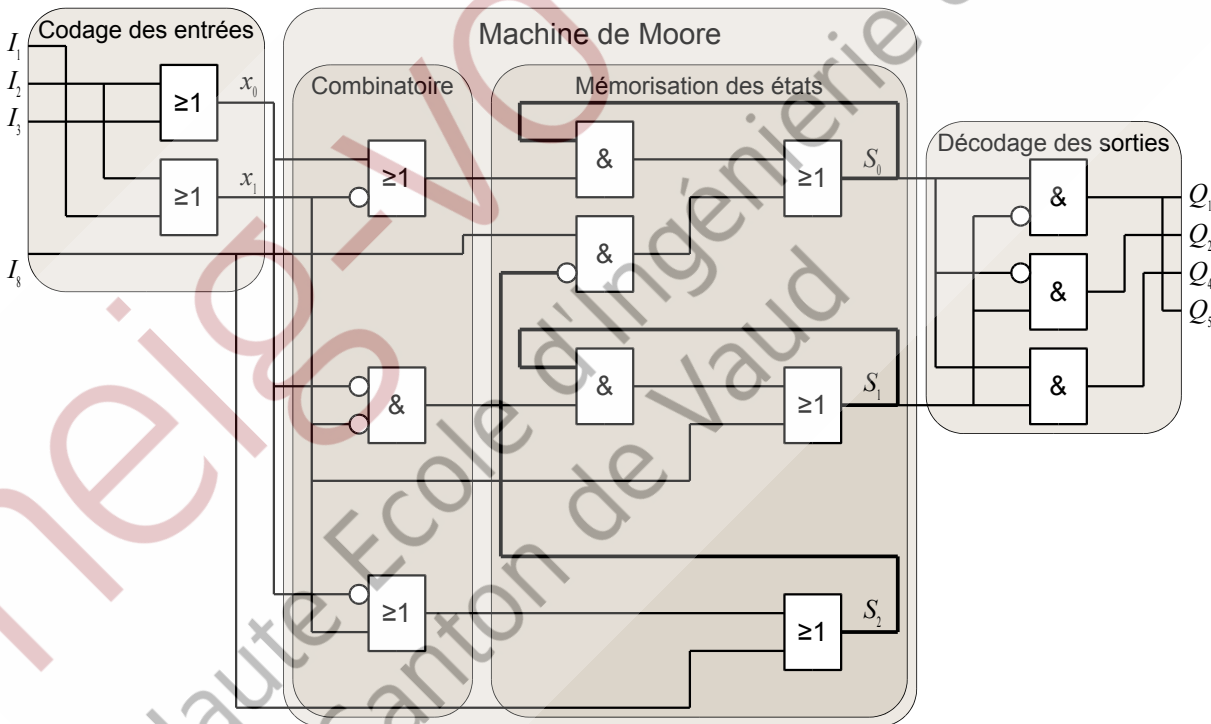 Codage des entrées
Machine de Moore
Combinatoire
Mémorisation des états
Décodage des sorties
I1
I2
I3
I8
≥1
x0
≥1
x1
≥1
&
≥1
S0
&
&
&
≥1
S1
≥1
≥1
S2
&
&
&
Q1
Q2
Q4
Q5
heig-vd
Haute Ecole d'Ingénierie
Canton de Vaud